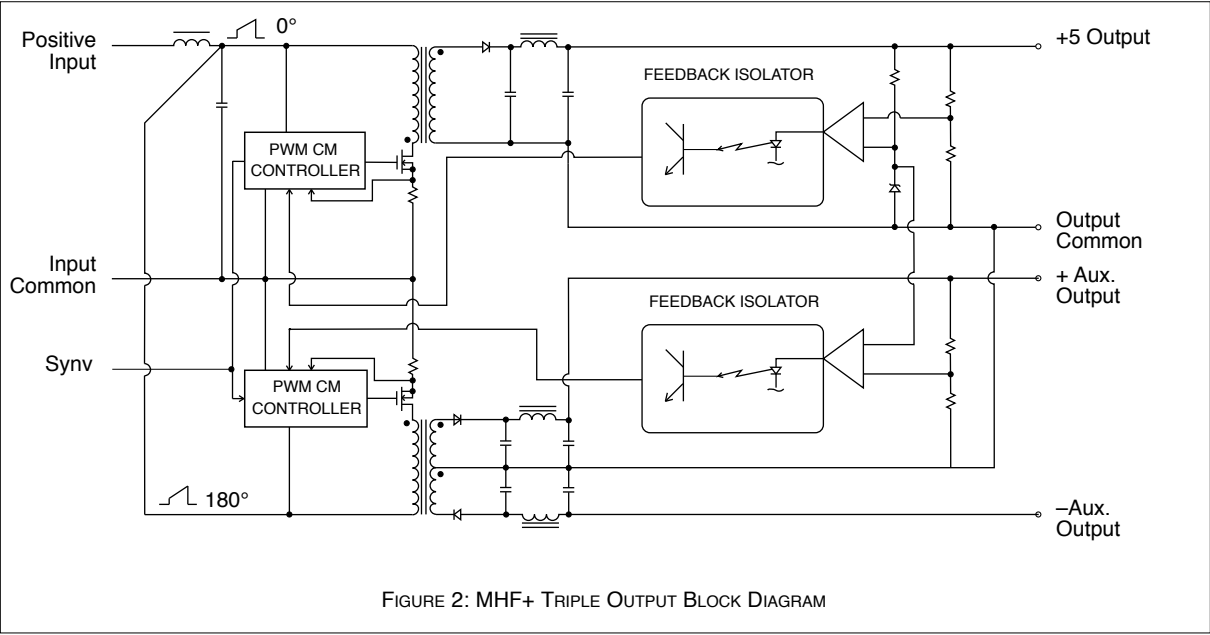 Positive
Input
0°
+5 Output
FEEDBACK ISOLATOR
PWM CM
CONTROLLER
Output
Common
Input
Common
+ Aux.
Output
FEEDBACK ISOLATOR
Synv
PWM CM
CONTROLLER
180°
–Aux.
Output
FIGURE 2: MHF+ TRIPLE OUTPUT BLOCK DIAGRAM